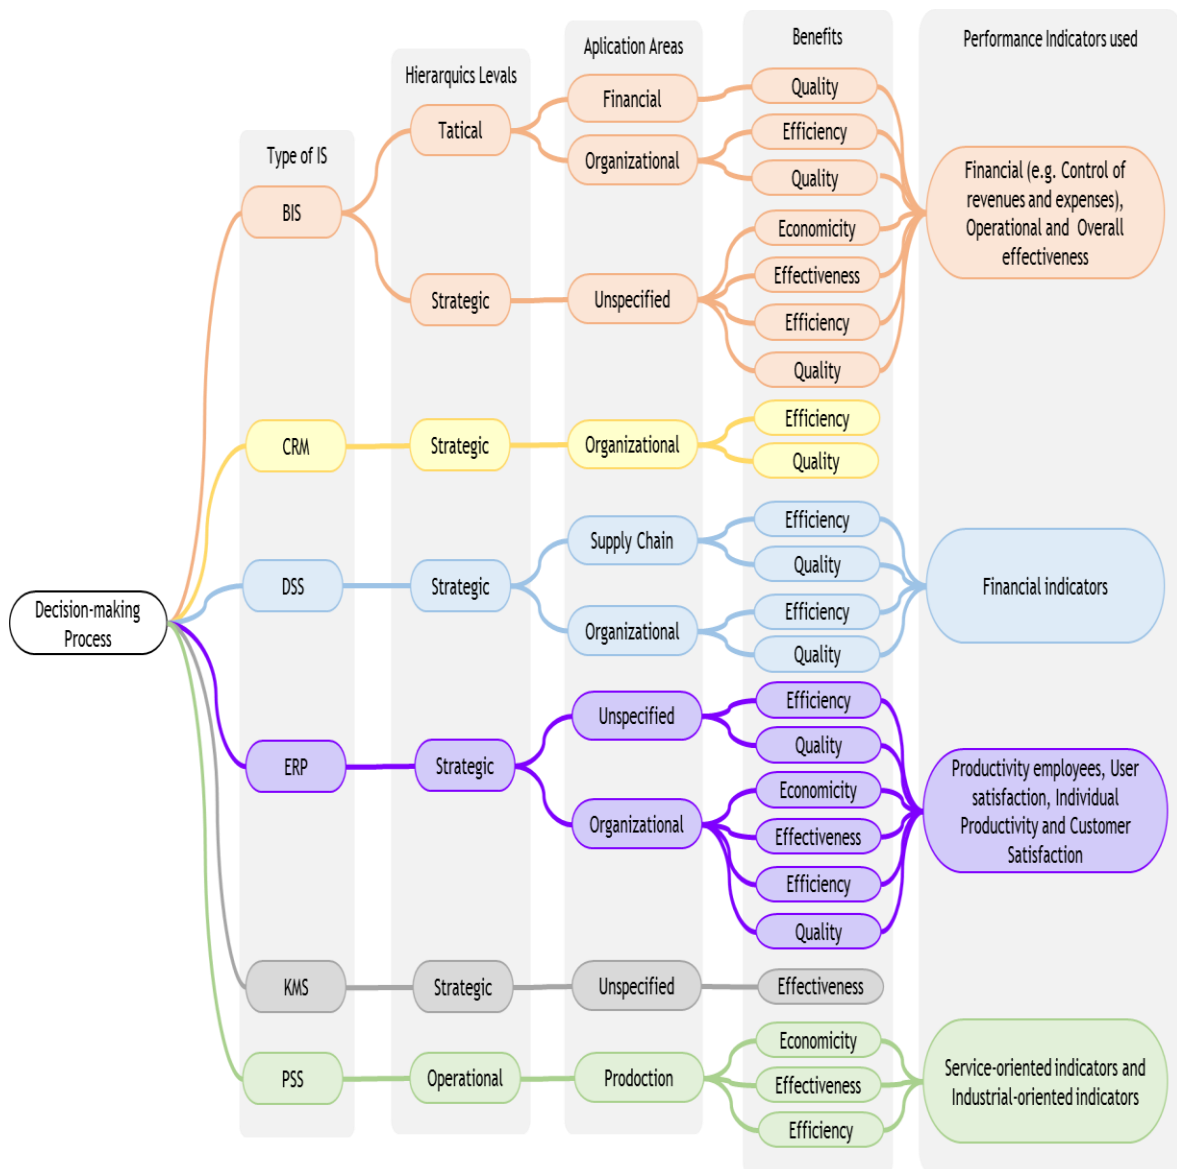 Type of IS
Hierarquics Levals
Aplication Areas
Benefits
Performance Indicators used
Decision-making
Process
BIS
Tatical
Financial
Quality
Organizational
Efficiency
Quality
Strategic
Unspecified
Economicity
Effectiveness
Efficiency
Quality
Financial (e.g. Control of
revenues and expenses),
Operational and Overall
effectiveness
CRM
Strategic
Organizational
Efficiency
Quality
DSS
Strategic
Supply Chain
Efficiency
Quality
Organizational
Efficiency
Quality
Financial indicators
ERP
Strategic
Unspecified
Efficiency
Quality
Organizational
Economicity
Effectiveness
Efficiency
Quality
Productivity employees, User
satisfaction, Individual
Productivity and Customer
Satisfaction
KMS
Strategic
Unspecified
Effectiveness
PSS
Operational
Prodoction
Economicity
Effectiveness
Efficiency
Service-oriented indicators and
Industrial-oriented indicators